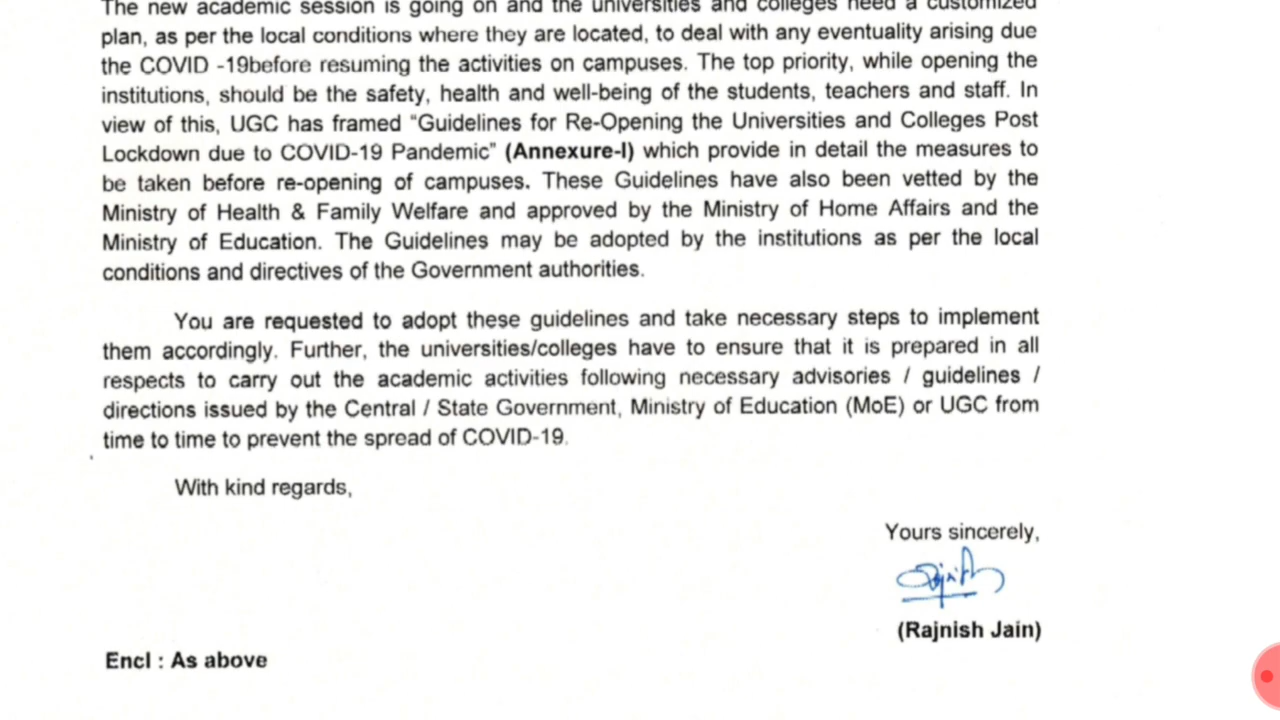 The new academic session is going on and the universities and colleges need a customized
plan, as per the local conditions where they are located, to deal with any eventuality arising due
the COVID -19before resuming the activities on campuses. The top priority, while opening the
institutions, should be the safety, health and well-being of the students, teachers and staff. In
view of this, UGC has framed “Guidelines for Re-Opening the Universities and Colleges Post
Lockdown due to COVID-19 Pandemic” (Annexure-I) which provide in detail the measures to
be taken before re-opening of campuses. These Guidelines have also been vetted by the
Ministry of Health & Family Welfare and approved by the Ministry of Home Affairs and the
Ministry of Education. The Guidelines may be adopted by the institutions as per the local
conditions and directives of the Government authorities.
You are requested to adopt these guidelines and take necessary steps to implement
them accordingly. Further, the universities/colleges have to ensure that it is prepared in all
respects to carry out the academic activities following necessary advisories / guidelines /
directions issued by the Central / State Government, Ministry of Education (MoE) or UGC from
time to time to prevent the spread of COVID-19.
With kind regards,
Yours sincerely,
Rajnish
(Rajnish Jain)
Encl : As above